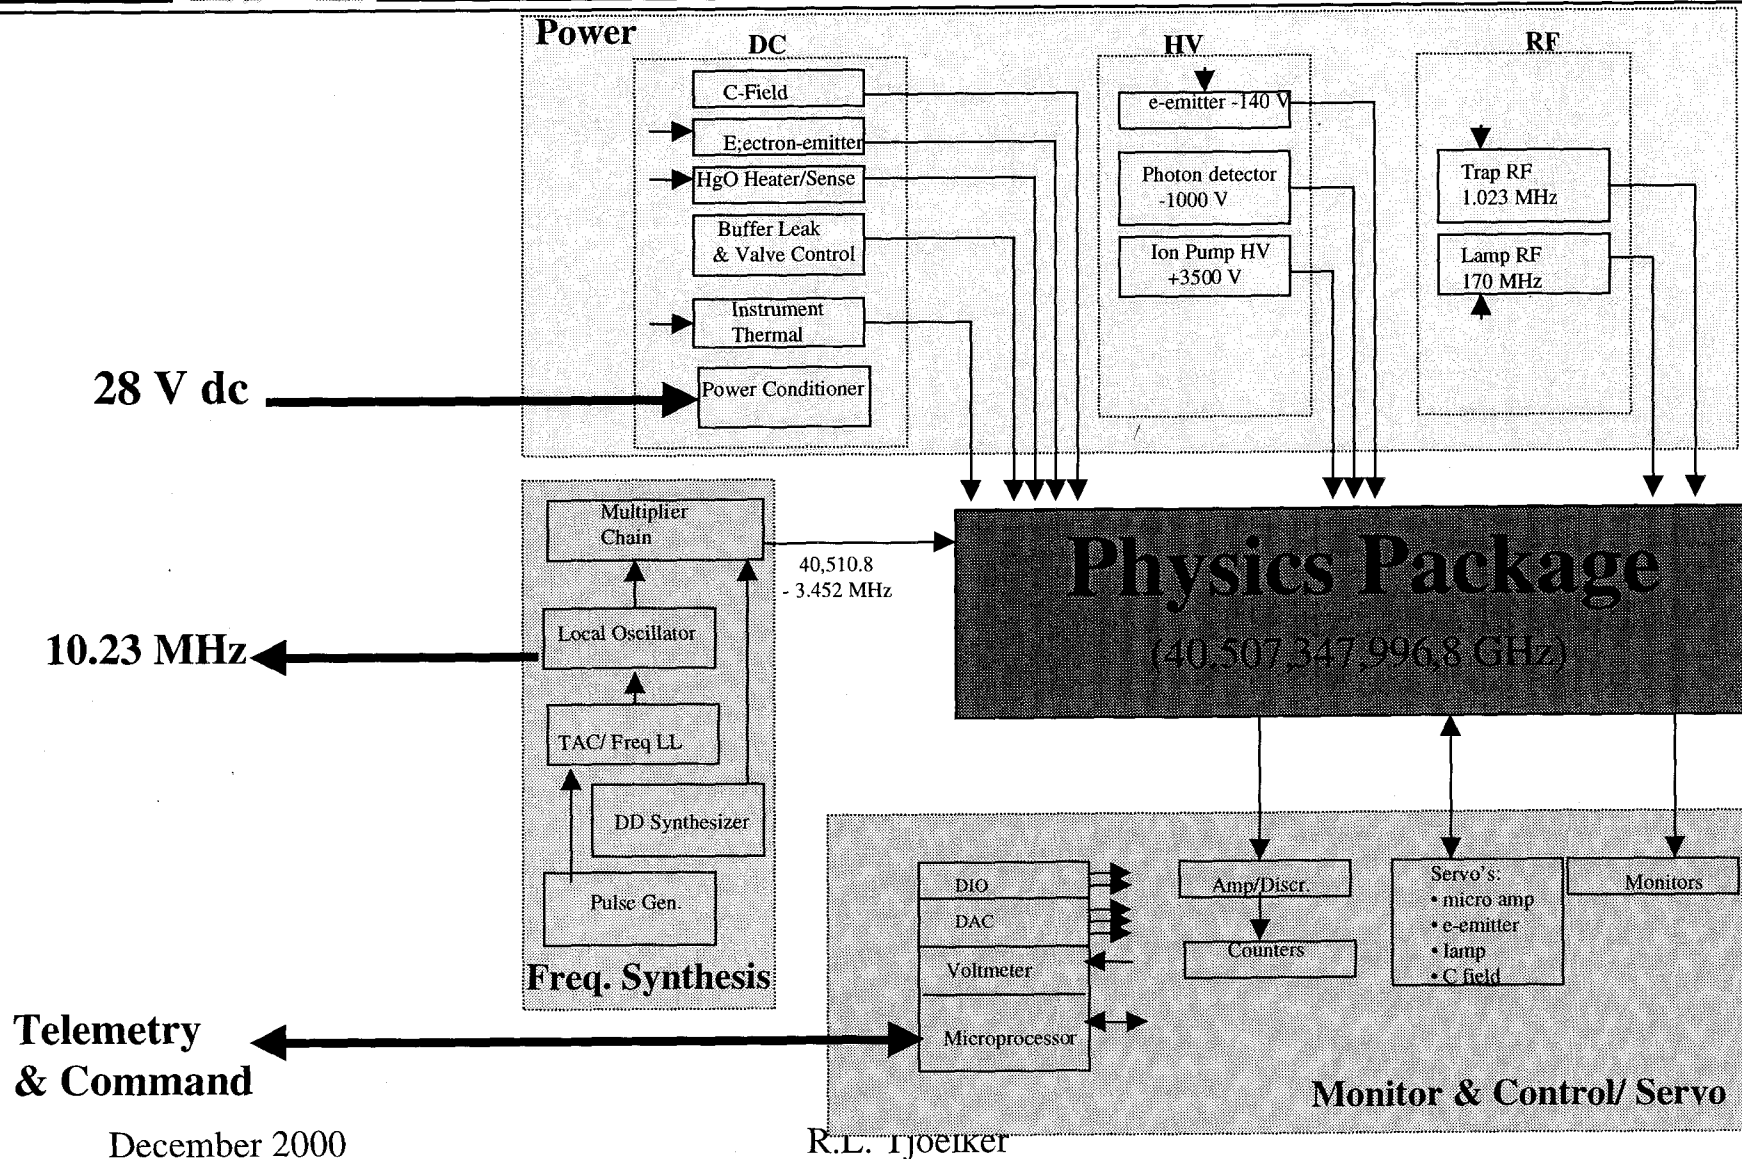 Power
DC
C-Field
E;ectron-emitter
HgO Heater/Sense
Buffer Leak
& Valve Control
Instrument
Thermal
Power Conditioner
HV
e-emitter -140 V
Photon detector
-1000 V
Ion Pump HV
+3500 V
RF
Trap RF
1.023 MHz
Lamp RF
170 MHz
28 V dc
Multiplier
Chain
40,510.8
- 3.452 MHz
Physics Package
(40,507,347,996,8 GHz)
10.23 MHz
Local Oscillator
TAC/ Freq LL
DD Synthesizer
Pulse Gen.
Freq. Synthesis
DIO
DAC
Voltmeter
Microprocessor
Amp/Discr.
Counters
Servo's:
• micro amp
• e-emitter
• lamp
• C field
Monitors
Monitor & Control/ Servo
Telemetry
& Command
December 2000
R.L. Tjoelker